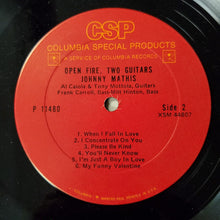 CSP
COLUMBIA SPECIAL PRODUCTS
A SERVICE OF COLUMBIA RECORDS
OPEN FIRE, TWO GUITARS
JOHNNY MATHIS
Al Caiola & Tony Mottola, Guitars
Frank Carroll, Bass-Milt Hinton, Bass
P 11480
Side 2
XSM 44807
1. When I Fall In Love
2. I Concentrate On You
3. Please Be Kind
4. You'll Never Know
5. I'm Just A Boy In Love
6. My Funny Valentine